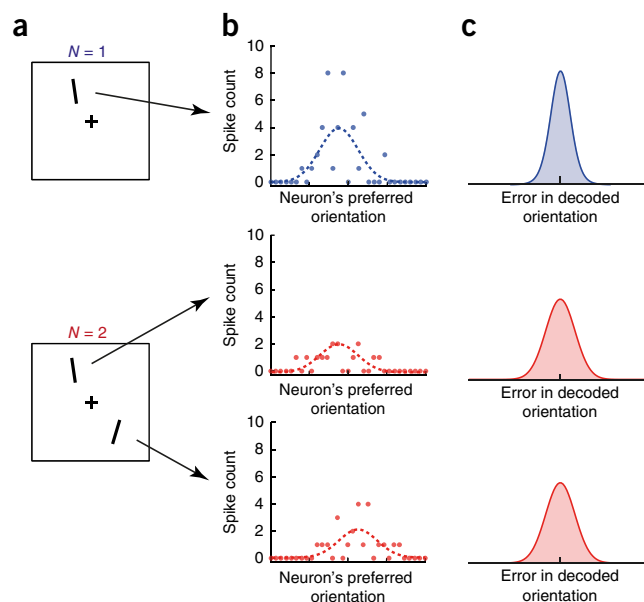 a
b
c
N = 1
Spike count
10
8
6
4
2
0
Neuron's preferred
orientation
Error in decoded
orientation
N = 2
Spike count
10
8
6
4
2
0
Neuron's preferred
orientation
Error in decoded
orientation
Spike count
10
8
6
4
2
0
Neuron's preferred
orientation
Error in decoded
orientation